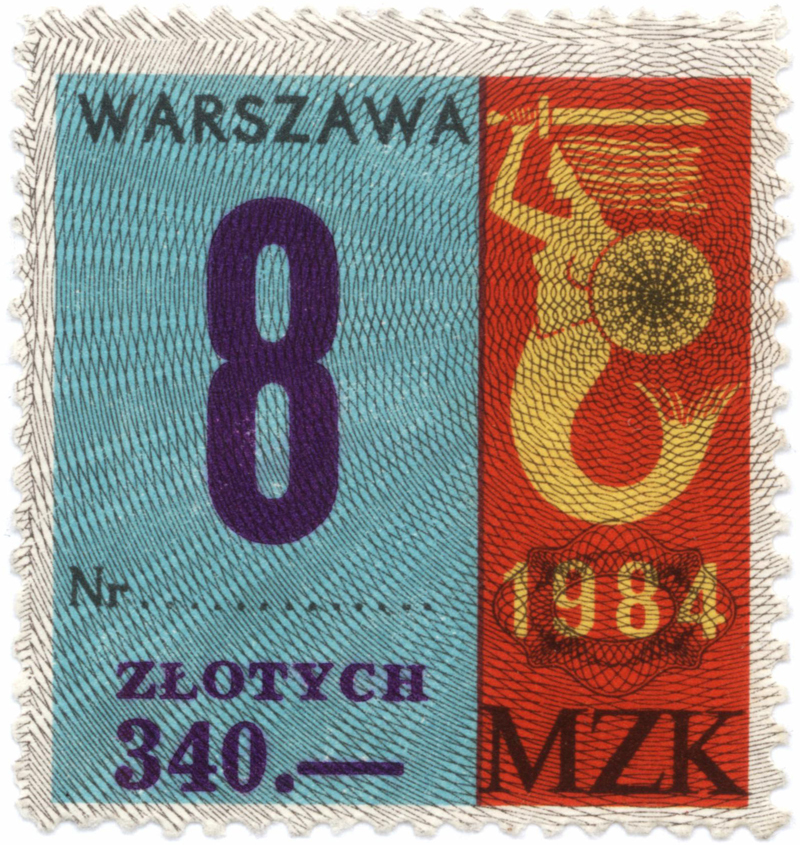 WARSZAWA
8
Nr..............
ZŁOTYCH
340.—
1984
MZK